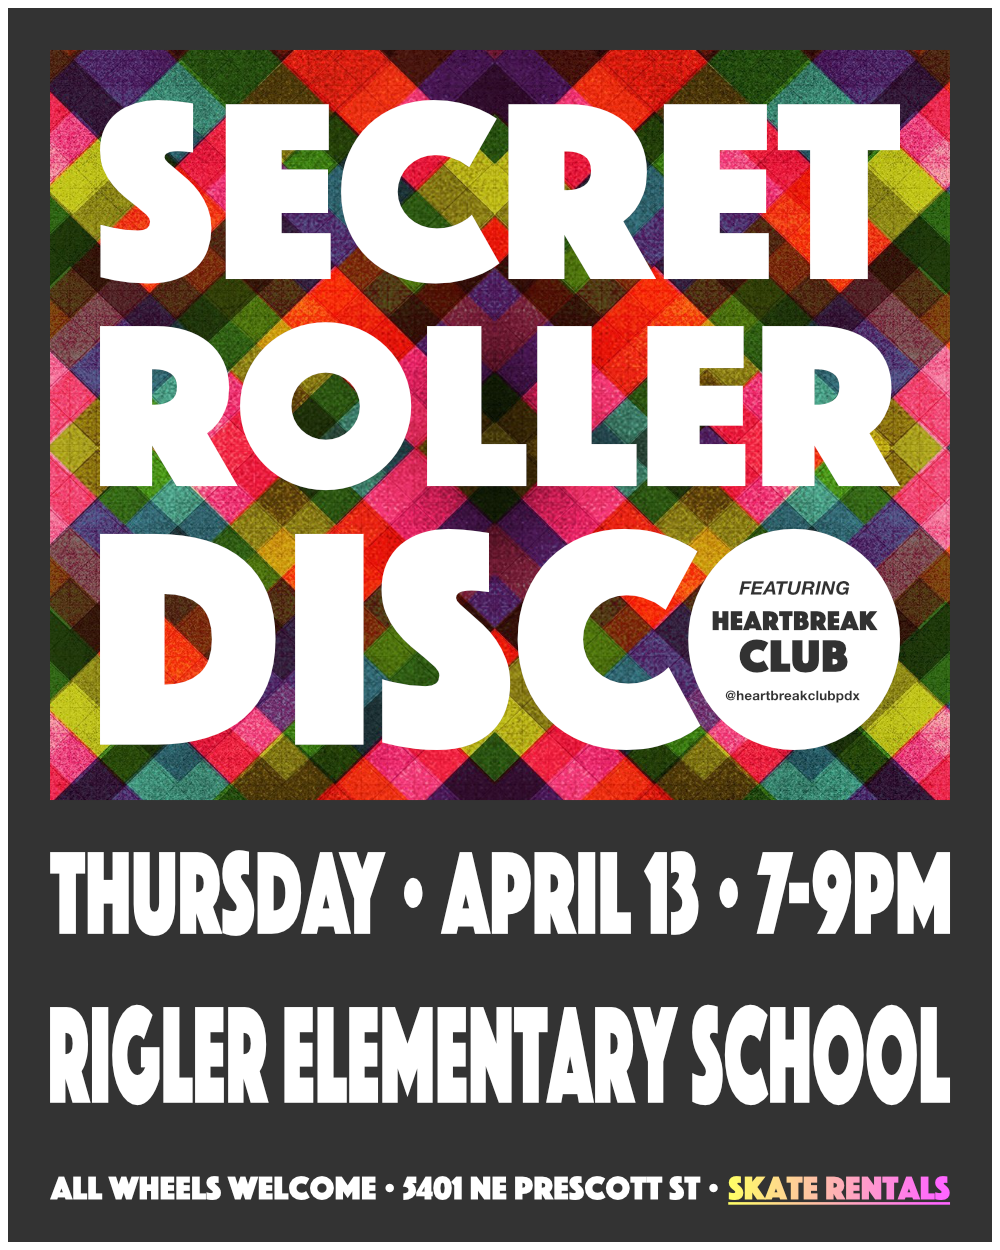 SECRET
ROLLER
DISCO
FEATURING
HEARTBREAK
CLUB
@heartbreakclubpdx
THURSDAY • APRIL 13 • 7-9PM
RIGLER ELEMENTARY SCHOOL
ALL WHEELS WELCOME • 5401 NE PRESCOTT ST • SKATE RENTALS